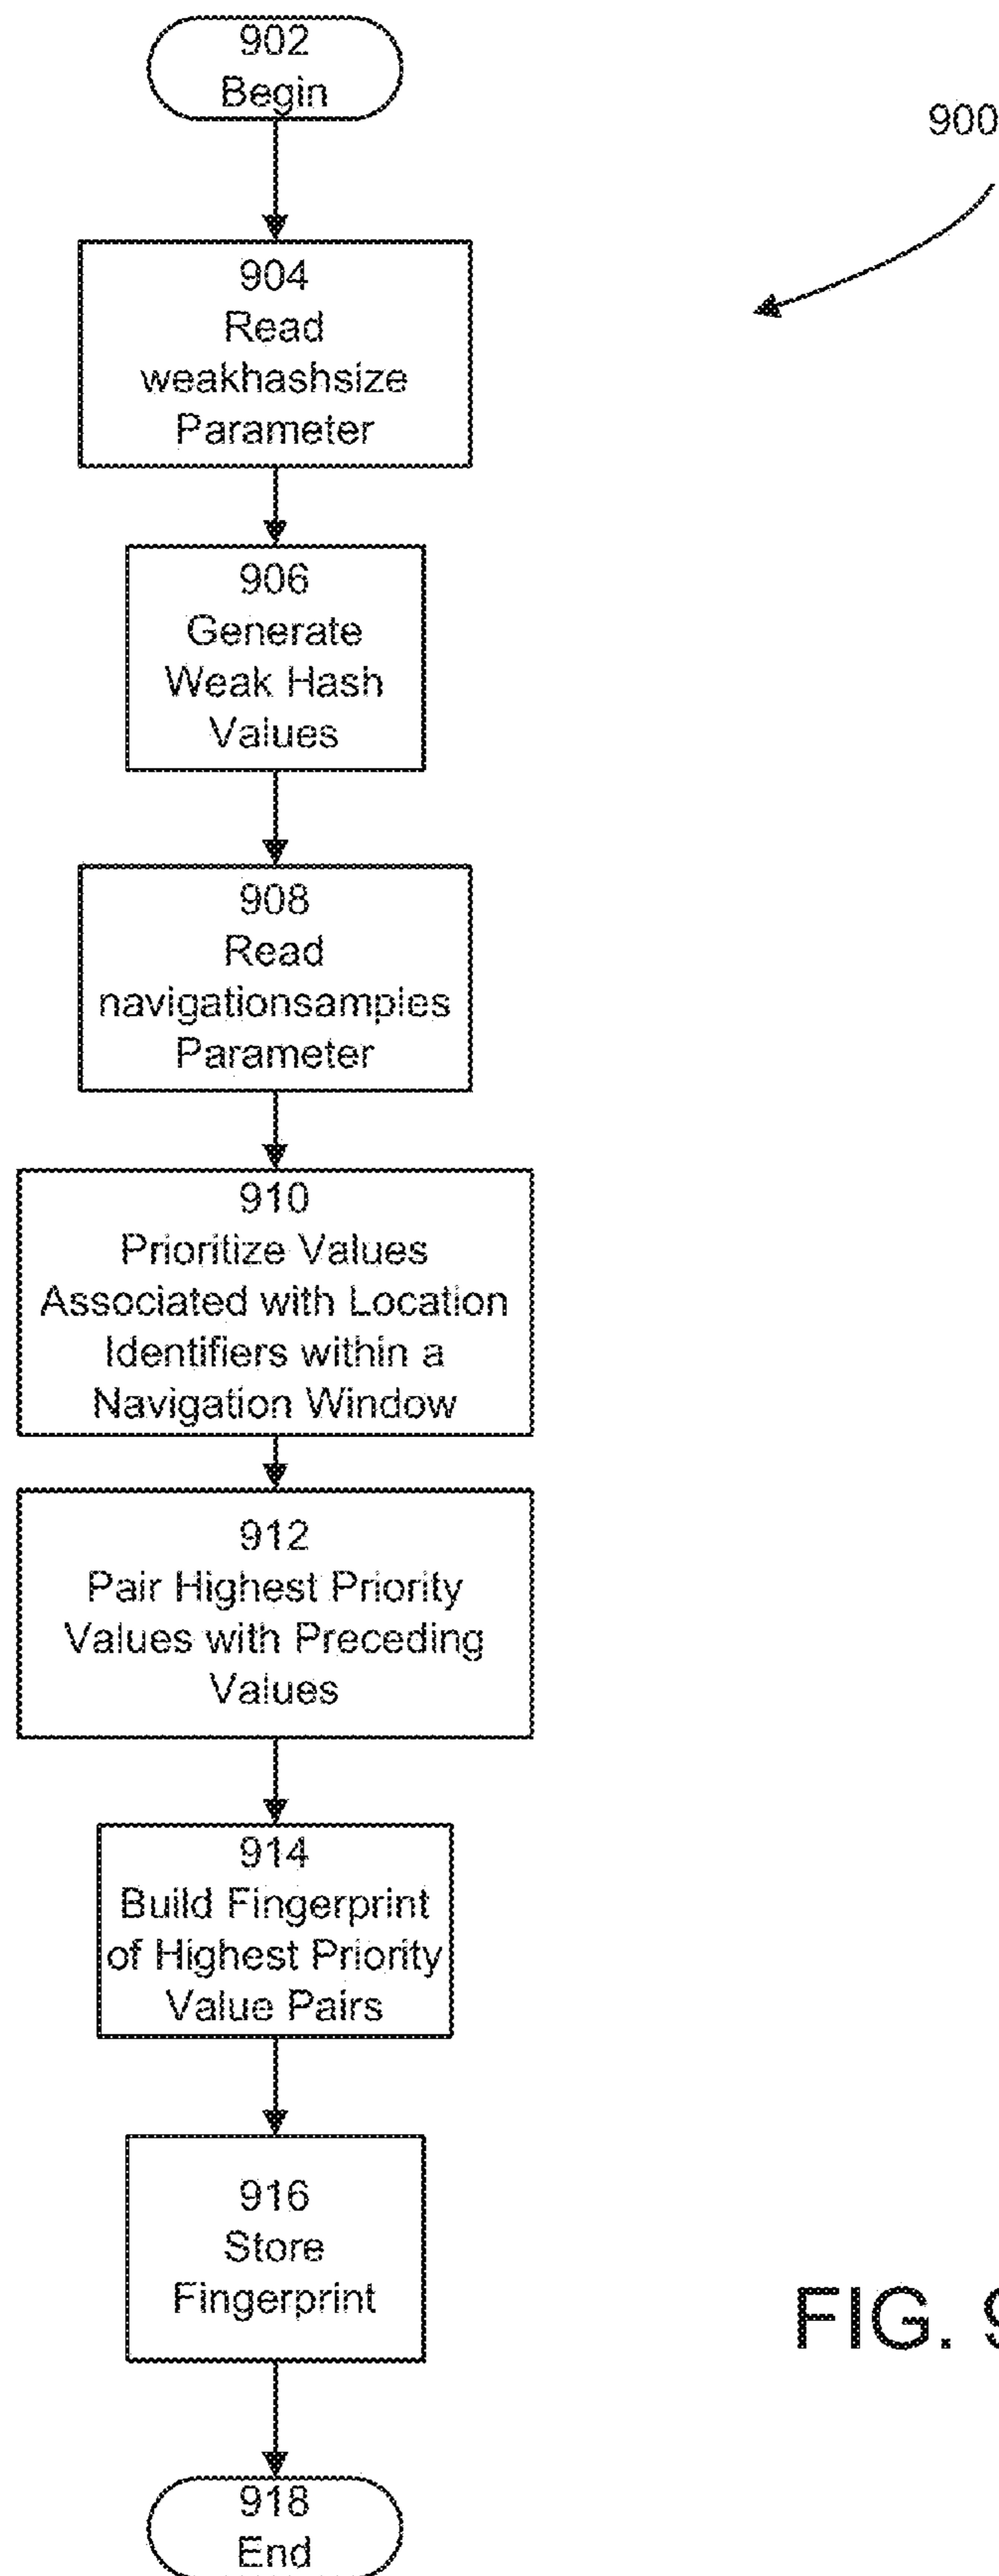 902
Begin
900
904
Read
weakhashsize
Parameter
906
Generate
Weak Hash
Values
908
Read
navigationsamples
Parameter
910
Prioritize Values
Associated with Location
Identifiers within a
Navigation Window
912
Pair Highest Priority
Values with Preceding
Values
914
Build Fingerprint
of Highest Priority
Value Pairs
916
Store
Fingerprint
FIG. 9
918
End